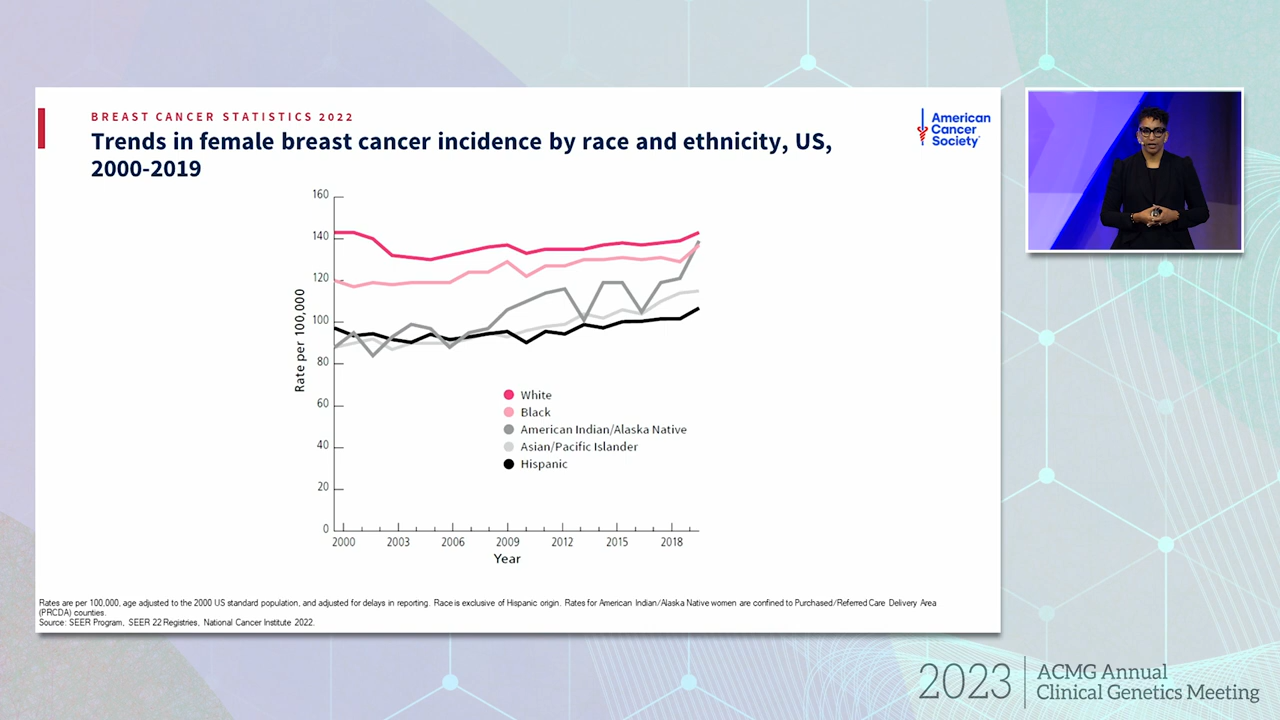 BREAST CANCER STATISTICS 2022
Trends in female breast cancer incidence by race and ethnicity, US,
2000-2019
American
Cancer
Society
160
140
120
100
80
60
40
20
0
Rate per 100,000
White
Black
American Indian/Alaska Native
Asian/Pacific Islander
Hispanic
2000 2003 2006 2009 2012 2015 2018
Year
Rates are per 100,000, age adjusted to the 2000 US standard population, and adjusted for delays in reporting. Race is exclusive of Hispanic origin. Rates for American Indian/Alaska Native women are confined to Purchased/Referred Care Delivery Area
(PRCDA) counties.
Source: SEER Program, SEER 22 Registries, National Cancer Institute 2022.
2023
ACMG Annual
Clinical Genetics Meeting